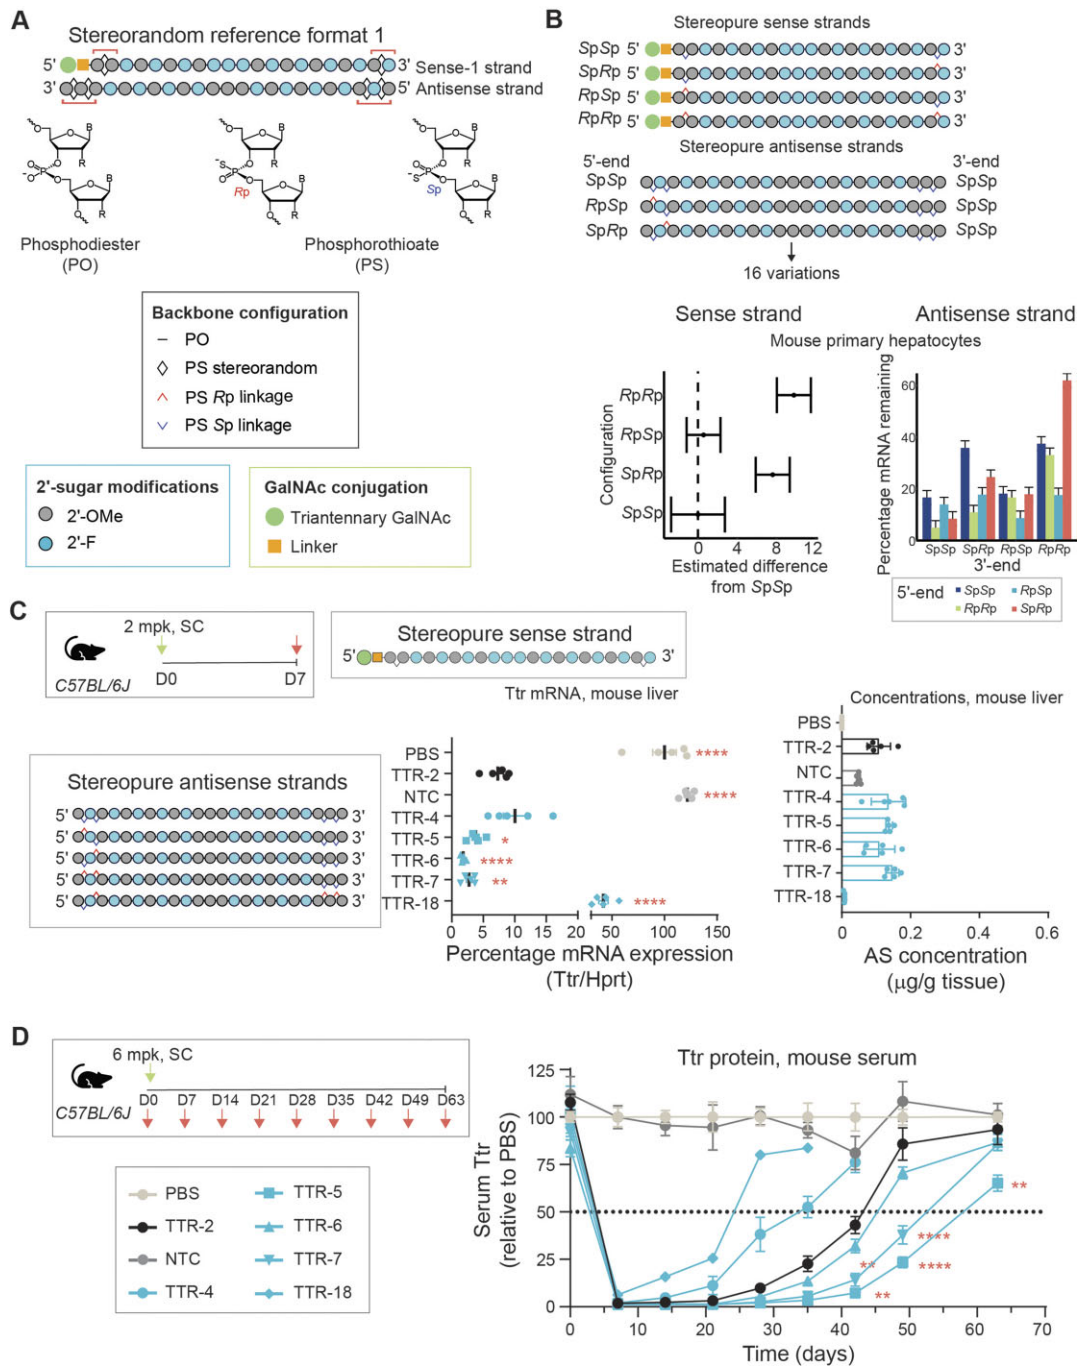 A
Stereorandom reference format 1
5' 3' Sense-1 strand
3' 5' Antisense strand
B B B
O O O
R R R
Rp Sp
Phosphodiester
(PO)
Phosphorothioate
(PS)
Backbone configuration
PO
PS stereorandom
PS Rp linkage
PS Sp linkage
2'-sugar modifications
2'-OMe
2'-F
GalNAc conjugation
Triantennary GalNAc
Linker
B
Stereopure sense strands
SpSp 5' 3'
SpRp 5' 3'
RpSp 5' 3'
RpRp 5' 3'
Stereopure antisense strands
5'-end 3'-end
SpSp SpSp
RpSp SpSp
SpRp SpSp
16 variations
Sense strand Antisense strand
Mouse primary hepatocytes
Configuration
RpRp
RpSp
SpRp
SpSp
0 4 8 12
Estimated difference
from SpSp
Percentage mRNA remaining
60
40
20
0
SpSp SpRp RpSp RpRp
3'-end
5'-end SpSp RpSp
RpRp SpRp
C
2 mpk, SC
C57BL/6J
D0 D7
Stereopure sense strand
5' 3'
Stereopure antisense strands
5' 3'
5' 3'
5' 3'
5' 3'
5' 3'
Ttr mRNA, mouse liver
PBS ****
TTR-2
NTC ****
TTR-4
TTR-5 *
TTR-6 ****
TTR-7 **
TTR-18 ****
0 5 10 15 20 50 100 150
Percentage mRNA expression
(Ttr/Hprt)
Concentrations, mouse liver
PBS
TTR-2
NTC
TTR-4
TTR-5
TTR-6
TTR-7
TTR-18
0 0.2 0.4 0.6
AS concentration
(μg/g tissue)
D
6 mpk, SC
C57BL/6J
D0 D7 D14 D21 D28 D35 D42 D49 D63
PBS TTR-5
TTR-2 TTR-6
NTC TTR-7
TTR-4 TTR-18
Ttr protein, mouse serum
Serum Ttr
(relative to PBS)
125
100
75
50
25
0
**
****
**
****
**
0 10 20 30 40 50 60 70
Time (days)